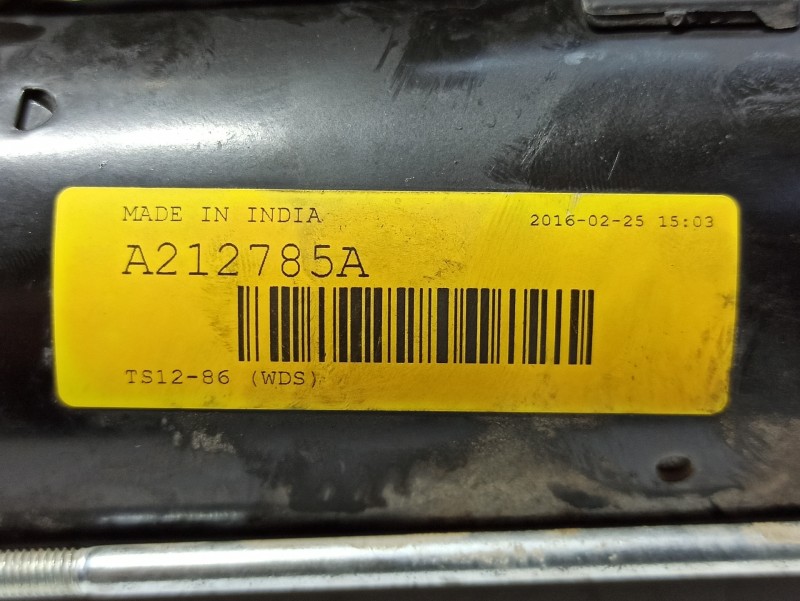 MADE IN INDIA
2016-02-25 15:03
A212785A
TS12-86 (WDS)